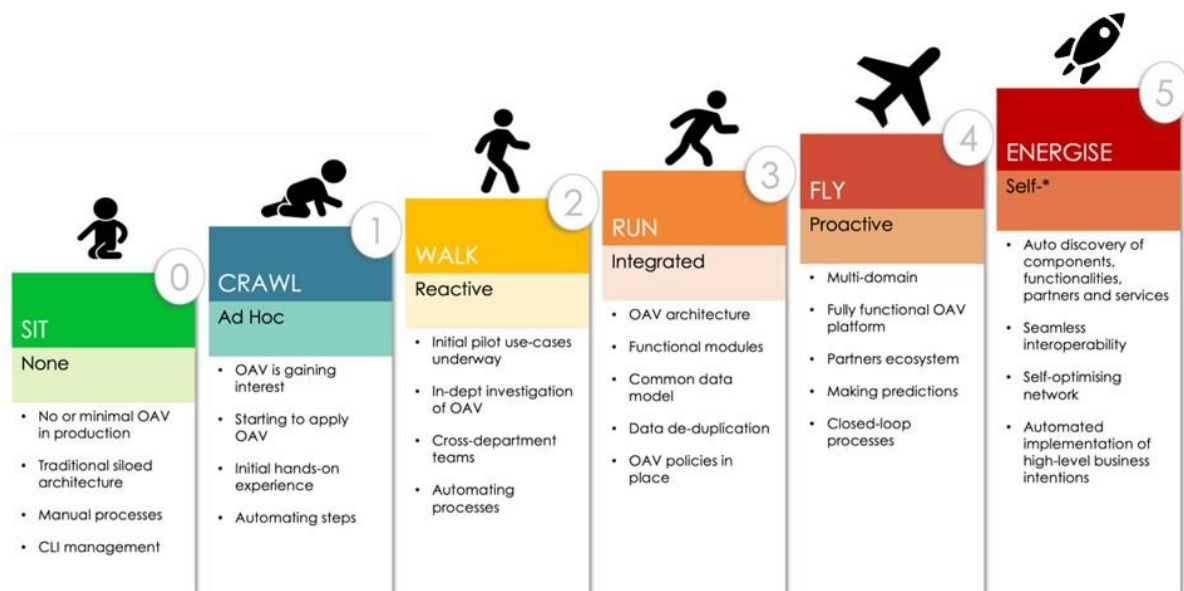 0
SIT
None
• No or minimal OAV
in production
• Traditional siloed
architecture
• Manual processes
• CLI management
1
CRAWL
Ad Hoc
• OAV is gaining
interest
• Starting to apply
OAV
• Initial hands-on
experience
• Automating steps
2
WALK
Reactive
• Initial pilot use-cases
underway
• In-dept investigation
of OAV
• Cross-department
teams
• Automating
processes
3
RUN
Integrated
• OAV architecture
• Functional modules
• Common data
model
• Data de-duplication
• OAV policies in
place
4
FLY
Proactive
• Multi-domain
• Fully functional OAV
platform
• Partners ecosystem
• Making predictions
• Closed-loop
processes
5
ENERGISE
Self-*
• Auto discovery of
components,
functionalities,
partners and services
• Seamless
interoperability
• Self-optimising
network
• Automated
implementation of
high-level business
intentions